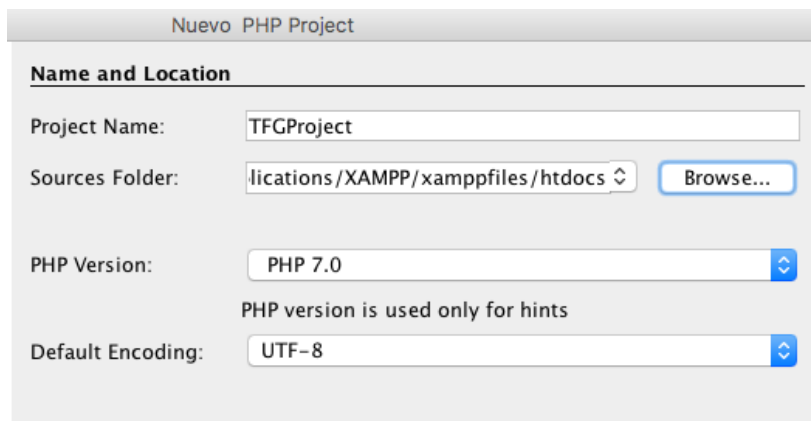 Nuevo PHP Project
Name and Location
Project Name: TFGProject
Sources Folder: lications/XAMPP/xamppfiles/htdocs Browse...
PHP Version: PHP 7.0
PHP version is used only for hints
Default Encoding: UTF-8